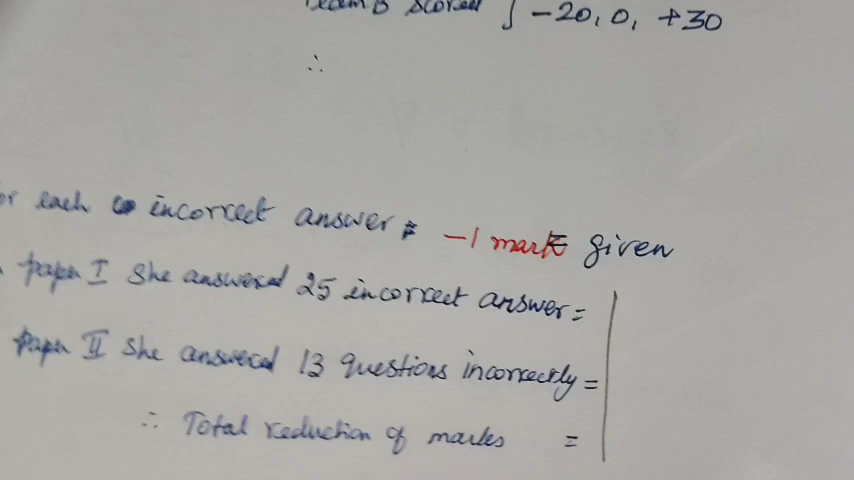 Team B scored } -20, 0, +30
∴
for each incorrect answer = -1 mark given
paper I she answered 25 incorrect answer =
paper II she answered 13 questions incorrectly =
∴ Total reduction of marks =